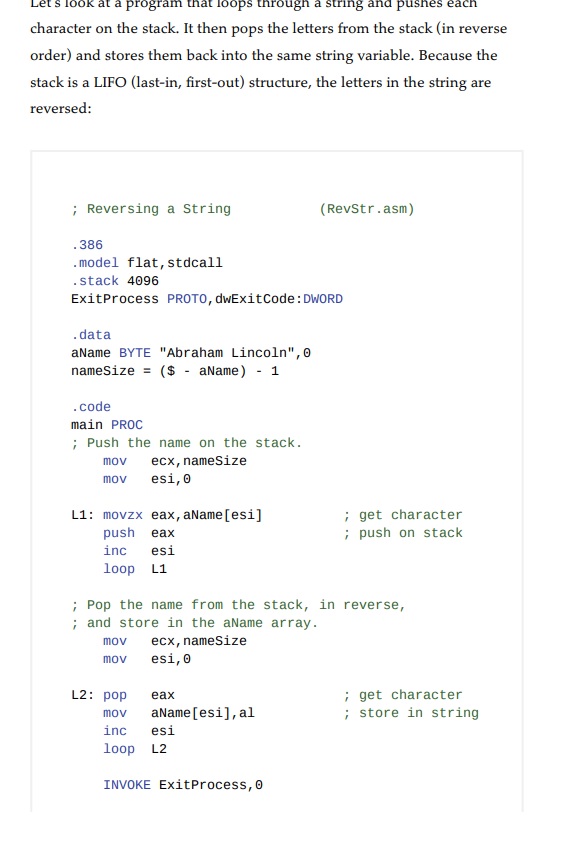 Let's look at a program that loops through a string and pushes each
character on the stack. It then pops the letters from the stack (in reverse
order) and stores them back into the same string variable. Because the
stack is a LIFO (last-in, first-out) structure, the letters in the string are
reversed:
; Reversing a String (RevStr.asm)
.386
.model flat,stdcall
.stack 4096
ExitProcess PROTO,dwExitCode:DWORD
.data
aName BYTE "Abraham Lincoln",0
nameSize = ($ - aName) - 1
.code
main PROC
; Push the name on the stack.
mov ecx,nameSize
mov esi,0
L1: movzx eax,aName[esi] ; get character
push eax ; push on stack
inc esi
loop L1
; Pop the name from the stack, in reverse,
; and store in the aName array.
mov ecx,nameSize
mov esi,0
L2: pop eax ; get character
mov aName[esi],al ; store in string
inc esi
loop L2
INVOKE ExitProcess,0